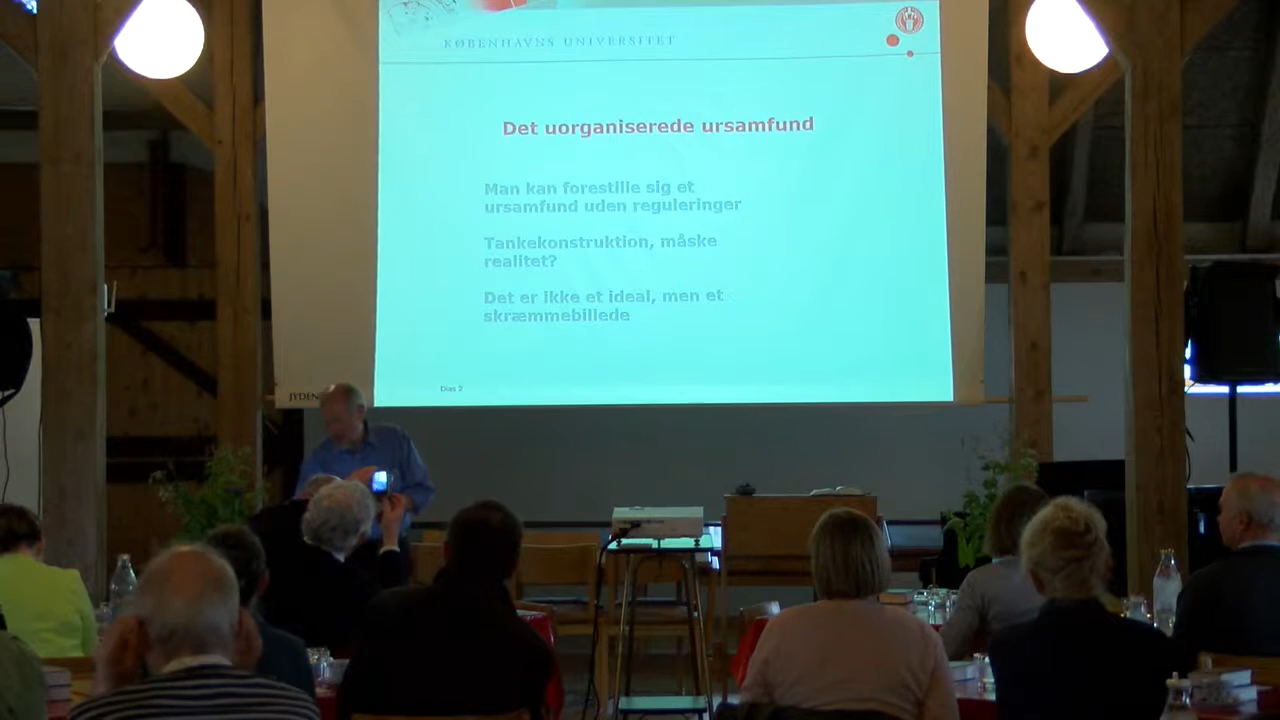 KØBENHAVNS UNIVERSITET
Det uorganiserede ursamfund
Man kan forestille sig et
ursamfund uden reguleringer
Tankekonstruktion, måske
realitet?
Det er ikke et ideal, men et
skræmmebillede
Dias 2